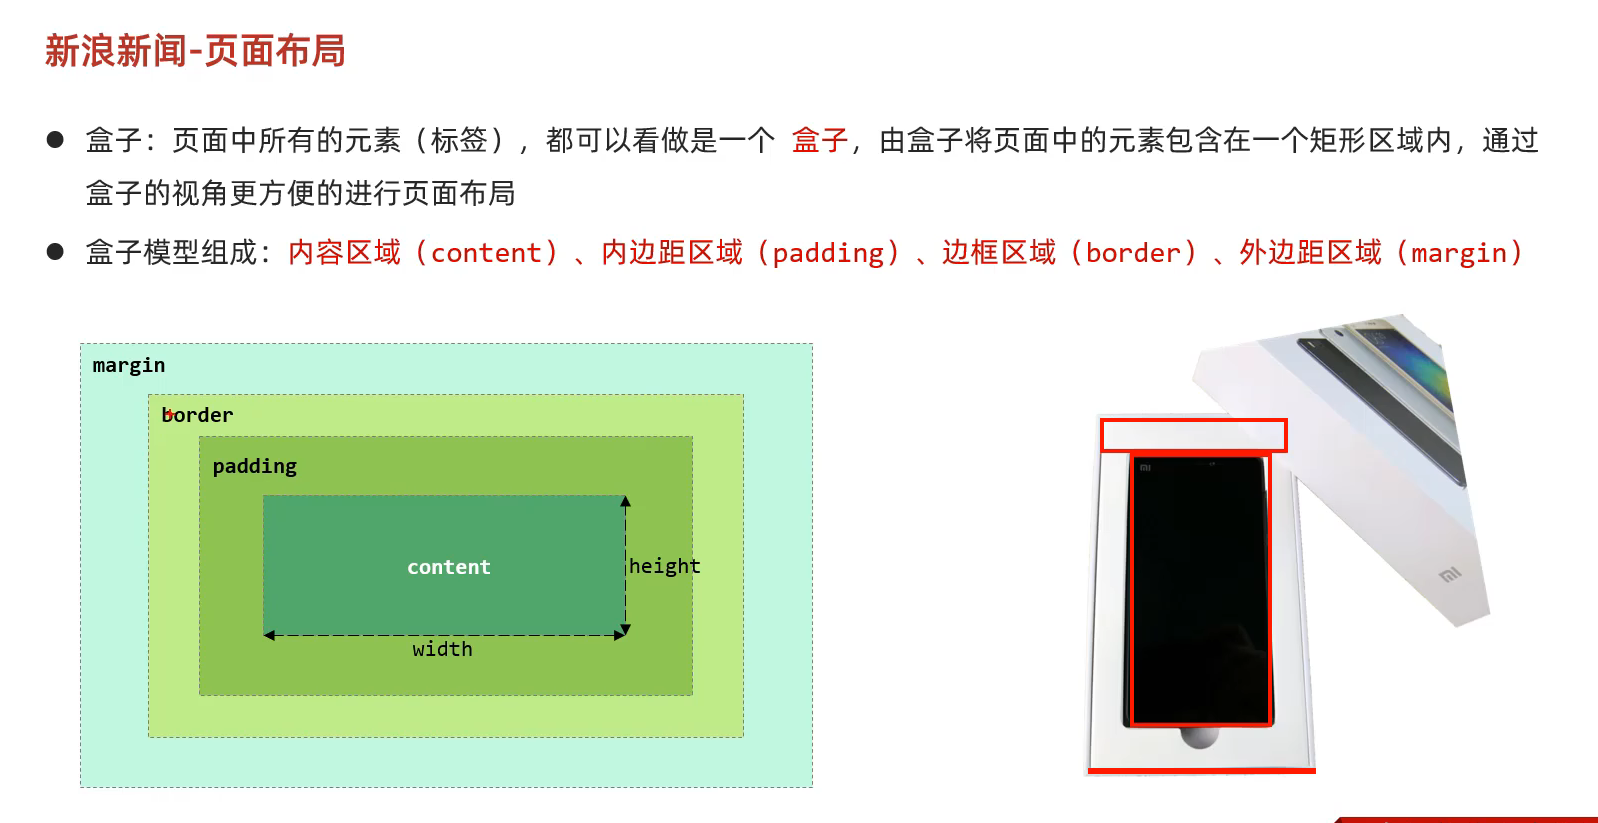 新浪新闻-页面布局
盒子：页面中所有的元素（标签），都可以看做是一个 盒子，由盒子将页面中的元素包含在一个矩形区域内，通过
盒子的视角更方便的进行页面布局
盒子模型组成：内容区域（content）、内边距区域（padding）、边框区域（border）、外边距区域（margin）
margin
border
padding
content
height
width
mi
mi